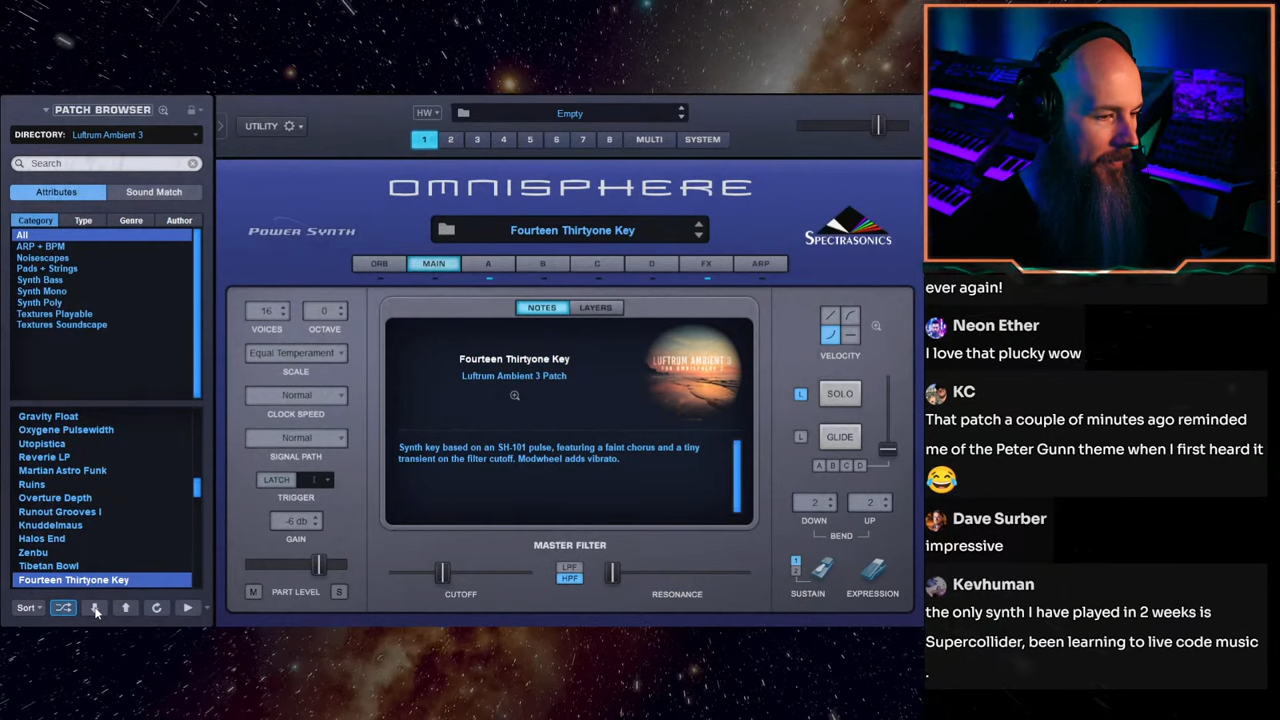 PATCH BROWSER
DIRECTORY: Luftrum Ambient 3
Search
Attributes
Sound Match
Category
Type
Genre
Author
All
ARP + BPM
Noisescapes
Pads + Strings
Synth Bass
Synth Mono
Synth Poly
Textures Playable
Textures Soundscape
Gravity Float
Oxygene Pulsewidth
Utopistica
Reverie LP
Martian Astro Funk
Ruins
Overture Depth
Runout Grooves I
Knuddelmaus
Halos End
Zenbu
Tibetan Bowl
Fourteen Thirtyone Key
Sort
UTILITY
HW
Empty
1 2 3 4 5 6 7 8 MULTI SYSTEM
OMNISPHERE
POWER SYNTH
Fourteen Thirtyone Key
SPECTRASONICS
ORB MAIN A B C D FX ARP
16
0
VOICES
OCTAVE
Equal Temperament
SCALE
Normal
CLOCK SPEED
Normal
SIGNAL PATH
LATCH
TRIGGER
-6 db
GAIN
M
PART LEVEL
S
NOTES
LAYERS
Fourteen Thirtyone Key
Luftrum Ambient 3 Patch
LUFTRUM AMBIENT 3
FOR OMNISPHERE 2
Synth key based on an SH-101 pulse, featuring a faint chorus and a tiny
transient on the filter cutoff. Modwheel adds vibrato.
MASTER FILTER
LPF
HPF
CUTOFF
RESONANCE
VELOCITY
L
SOLO
L
GLIDE
A B C D
2
2
DOWN
UP
BEND
1
2
SUSTAIN
EXPRESSION
ever again!
Neon Ether
I love that plucky wow
KC
That patch a couple of minutes ago reminded
me of the Peter Gunn theme when I first heard it
Dave Surber
impressive
Kevhuman
the only synth I have played in 2 weeks is
Supercollider, been learning to live code music
.